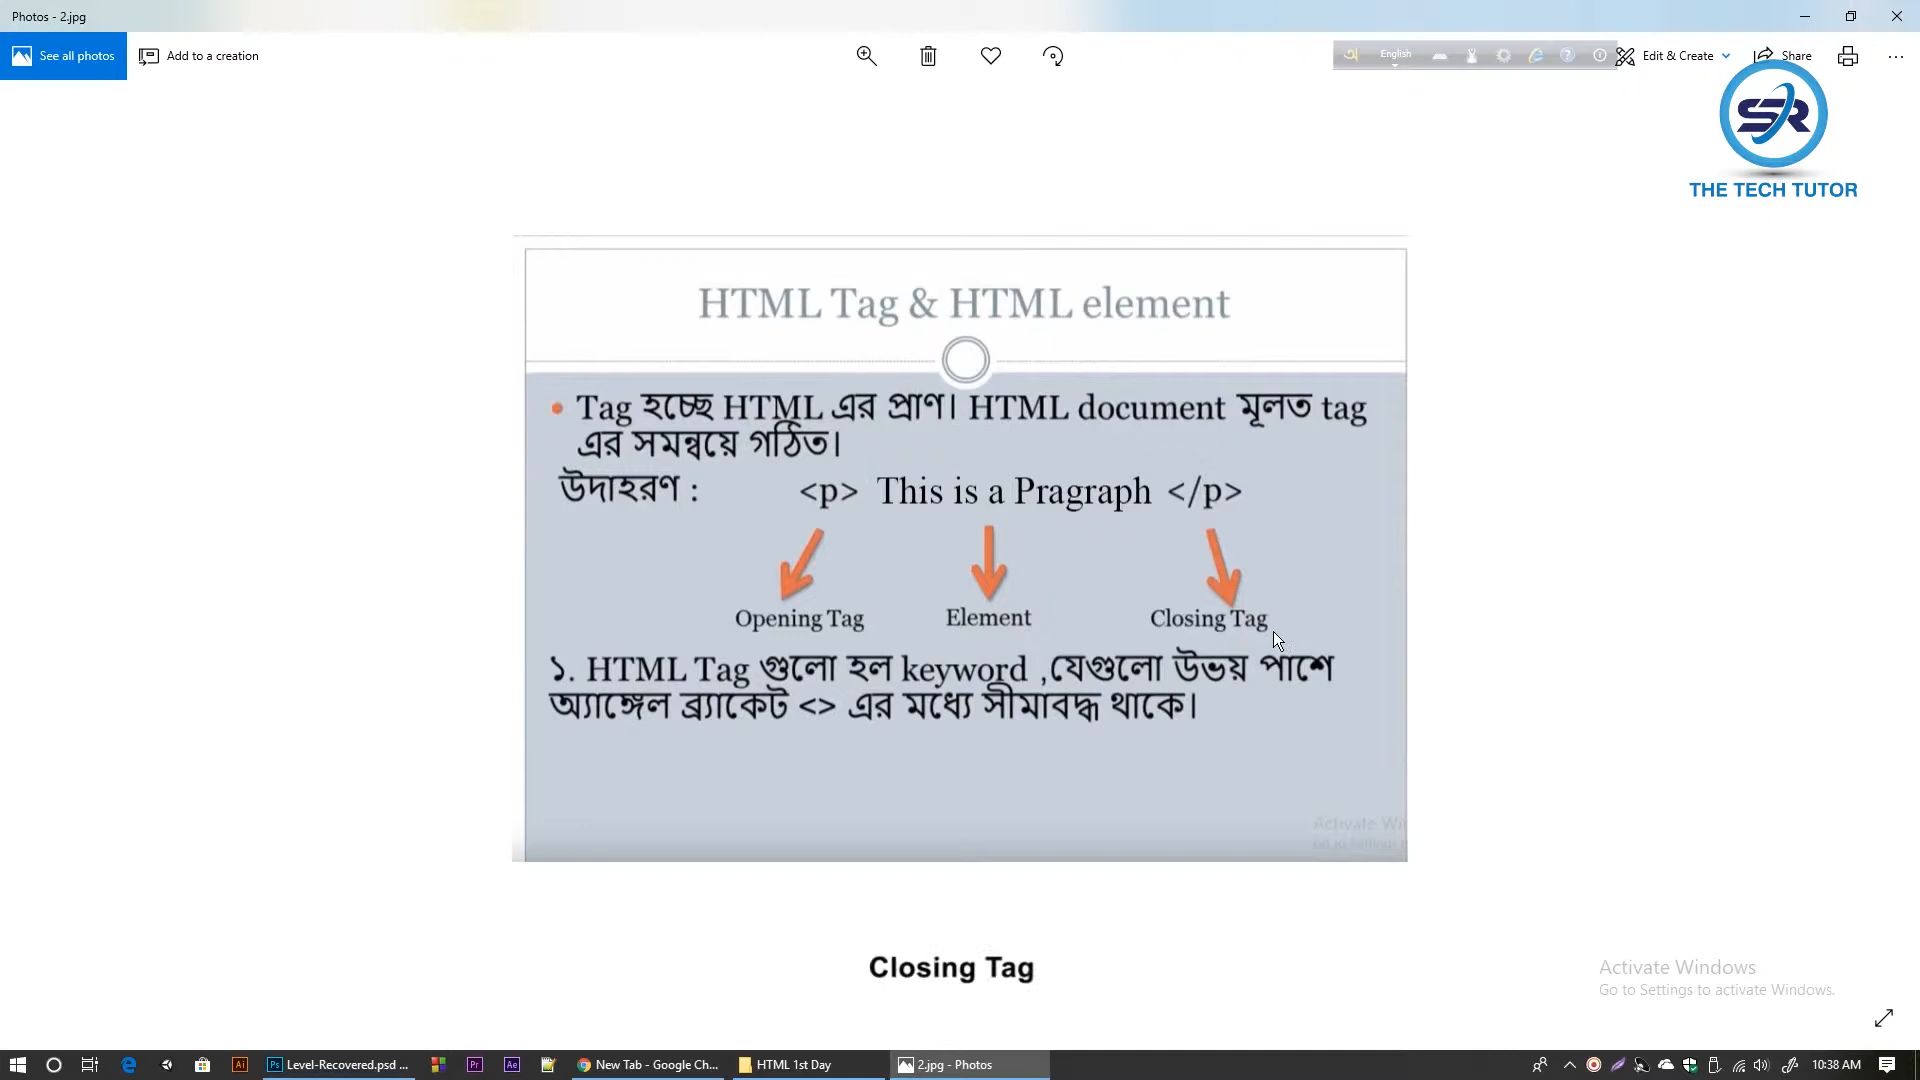 Photos - 2.jpg
See all photos
Add to a creation
English
Edit & Create
Share
SR
THE TECH TUTOR
HTML Tag & HTML element
Tag হচ্ছে HTML এর প্রাণ। HTML document মূলত tag
এর সমন্বয়ে গঠিত।
উদাহরণ : <p> This is a Pragraph </p>
Opening Tag Element Closing Tag
১. HTML Tag গুলো হল keyword ,যেগুলো উভয় পাশে
অ্যাঙ্গেল ব্র্যাকেট <> এর মধ্যে সীমাবদ্ধ থাকে।
Activate Wi
Closing Tag
Activate Windows
Go to Settings to activate Windows.
Level-Recovered.psd ...
New Tab - Google Ch...
HTML 1st Day
2.jpg - Photos
10:38 AM